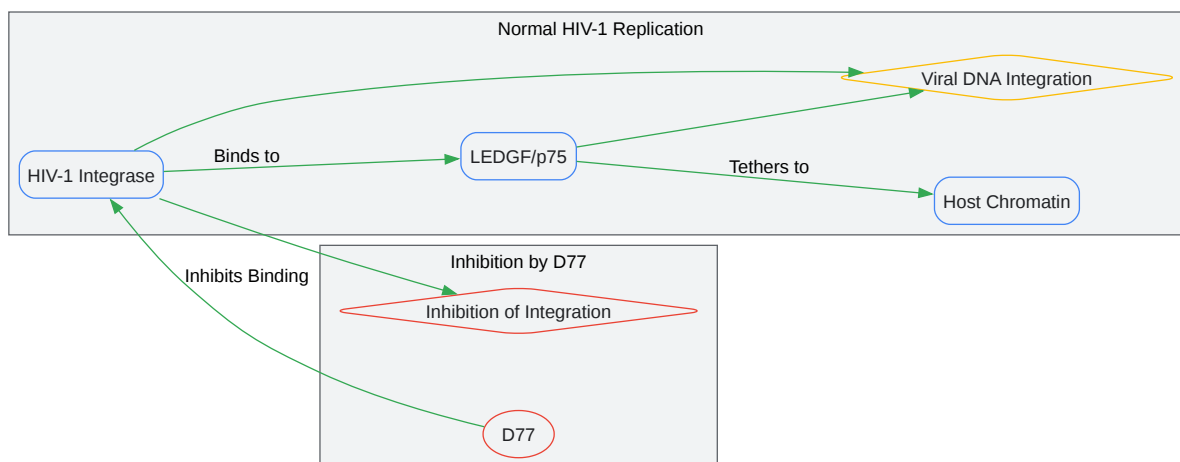 Normal HIV-1 Replication
Viral DNA Integration
Binds to
LEDGF/p75
HIV-1 Integrase
Tethers to
Host Chromatin
Inhibition by D77
Inhibits Binding
Inhibition of Integration
D77